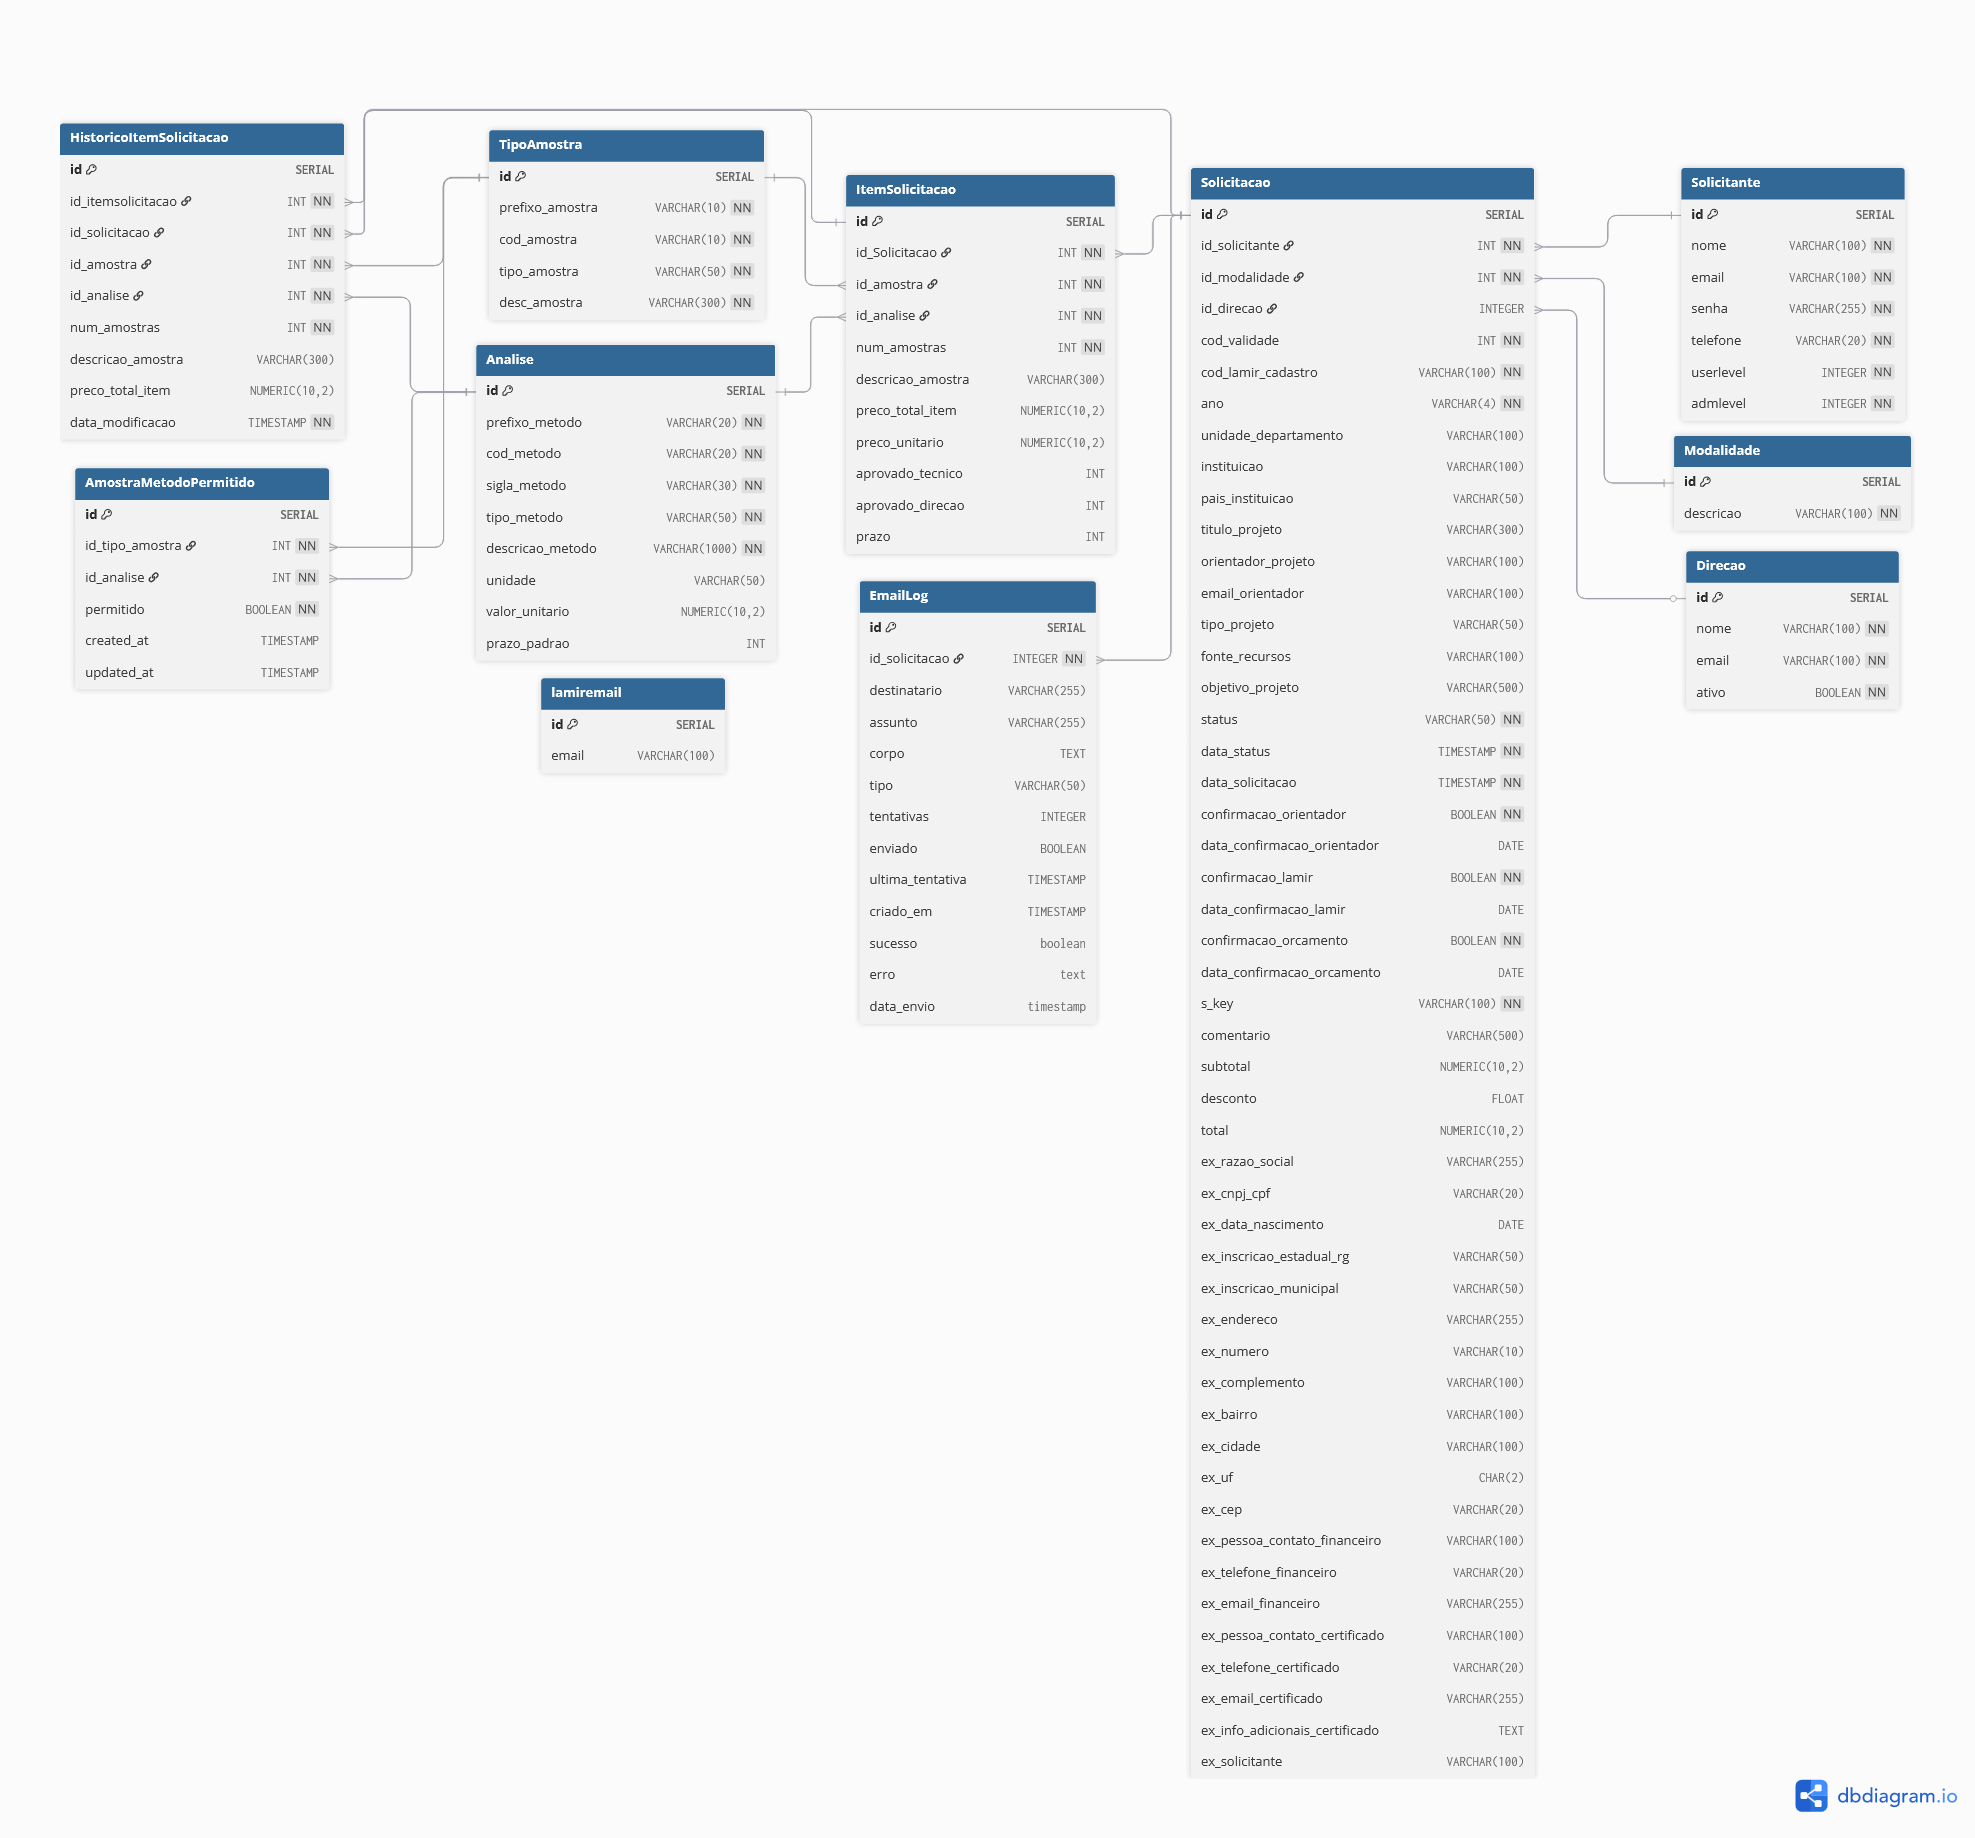 HistoricoItemSolicitacao
id SERIAL
id_itemsolicitacao INT NN
id_solicitacao INT NN
id_amostra INT NN
id_analise INT NN
num_amostras INT NN
descricao_amostra VARCHAR(300)
preco_total_item NUMERIC(10,2)
data_modificacao TIMESTAMP NN
AmostraMetodoPermitido
id SERIAL
id_tipo_amostra INT NN
id_analise INT NN
permitido BOOLEAN NN
created_at TIMESTAMP
updated_at TIMESTAMP
TipoAmostra
id SERIAL
prefixo_amostra VARCHAR(10) NN
cod_amostra VARCHAR(10) NN
tipo_amostra VARCHAR(50) NN
desc_amostra VARCHAR(300) NN
Analise
id SERIAL
prefixo_metodo VARCHAR(20) NN
cod_metodo VARCHAR(20) NN
sigla_metodo VARCHAR(30) NN
tipo_metodo VARCHAR(50) NN
descricao_metodo VARCHAR(1000) NN
unidade VARCHAR(50)
valor_unitario NUMERIC(10,2)
prazo_padrao INT
lamiremail
id SERIAL
email VARCHAR(100)
ItemSolicitacao
id SERIAL
id_Solicitacao INT NN
id_amostra INT NN
id_analise INT NN
num_amostras INT NN
descricao_amostra VARCHAR(300)
preco_total_item NUMERIC(10,2)
preco_unitario NUMERIC(10,2)
aprovado_tecnico INT
aprovado_direcao INT
prazo INT
EmailLog
id SERIAL
id_solicitacao INTEGER NN
destinatario VARCHAR(255)
assunto VARCHAR(255)
corpo TEXT
tipo VARCHAR(50)
tentativas INTEGER
enviado BOOLEAN
ultima_tentativa TIMESTAMP
criado_em TIMESTAMP
sucesso boolean
erro text
data_envio timestamp
Solicitacao
id SERIAL
id_solicitante INT NN
id_modalidade INT NN
id_direcao INTEGER
cod_validade INT NN
cod_lamir_cadastro VARCHAR(100) NN
ano VARCHAR(4) NN
unidade_departamento VARCHAR(100)
instituicao VARCHAR(100)
pais_instituicao VARCHAR(50)
titulo_projeto VARCHAR(300)
orientador_projeto VARCHAR(100)
email_orientador VARCHAR(100)
tipo_projeto VARCHAR(50)
fonte_recursos VARCHAR(100)
objetivo_projeto VARCHAR(500)
status VARCHAR(50) NN
data_status TIMESTAMP NN
data_solicitacao TIMESTAMP NN
confirmacao_orientador BOOLEAN NN
data_confirmacao_orientador DATE
confirmacao_lamir BOOLEAN NN
data_confirmacao_lamir DATE
confirmacao_orcamento BOOLEAN NN
data_confirmacao_orcamento DATE
s_key VARCHAR(100) NN
comentario VARCHAR(500)
subtotal NUMERIC(10,2)
desconto FLOAT
total NUMERIC(10,2)
ex_razao_social VARCHAR(255)
ex_cnpj_cpf VARCHAR(20)
ex_data_nascimento DATE
ex_inscricao_estadual_rg VARCHAR(50)
ex_inscricao_municipal VARCHAR(50)
ex_endereco VARCHAR(255)
ex_numero VARCHAR(10)
ex_complemento VARCHAR(100)
ex_bairro VARCHAR(100)
ex_cidade VARCHAR(100)
ex_uf CHAR(2)
ex_cep VARCHAR(20)
ex_pessoa_contato_financeiro VARCHAR(100)
ex_telefone_financeiro VARCHAR(20)
ex_email_financeiro VARCHAR(255)
ex_pessoa_contato_certificado VARCHAR(100)
ex_telefone_certificado VARCHAR(20)
ex_email_certificado VARCHAR(255)
ex_info_adicionais_certificado TEXT
ex_solicitante VARCHAR(100)
Solicitante
id SERIAL
nome VARCHAR(100) NN
email VARCHAR(100) NN
senha VARCHAR(255) NN
telefone VARCHAR(20) NN
userlevel INTEGER NN
admlevel INTEGER NN
Modalidade
id SERIAL
descricao VARCHAR(100) NN
Direcao
id SERIAL
nome VARCHAR(100) NN
email VARCHAR(100) NN
ativo BOOLEAN NN
dbdiagram.io